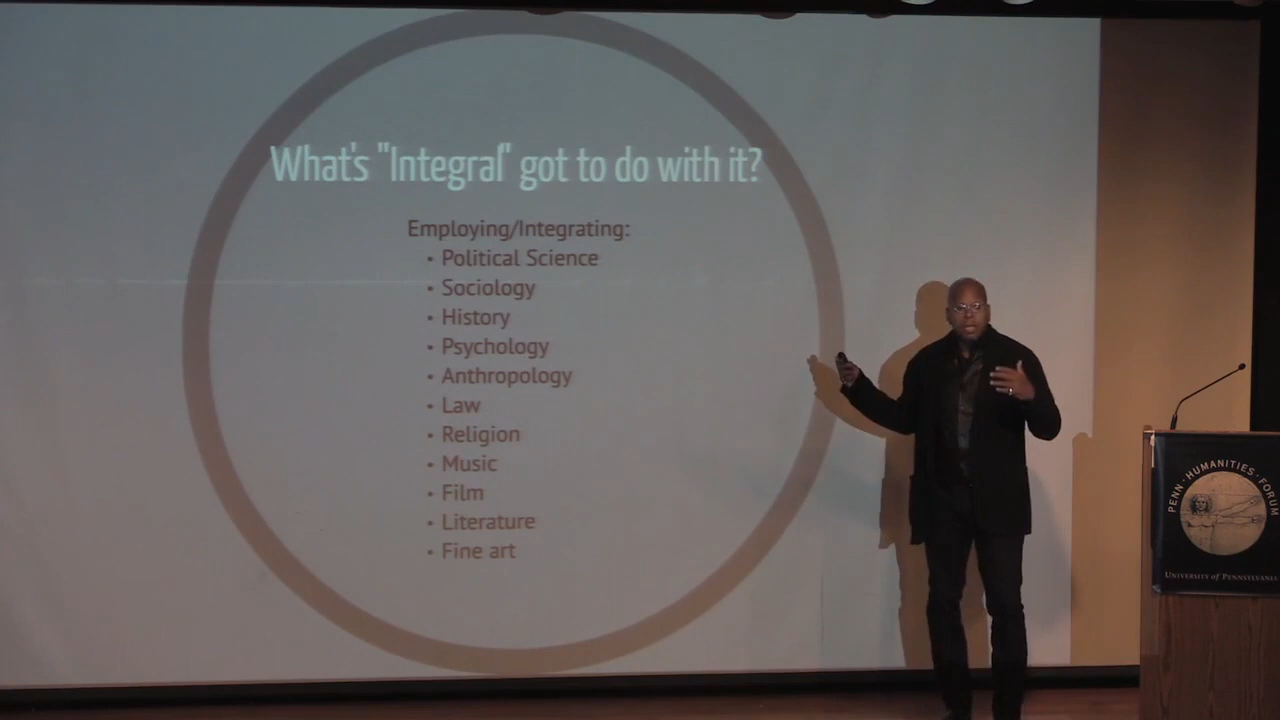 What's "Integral" got to do with it?
Employing/Integrating:
• Political Science
• Sociology
• History
• Psychology
• Anthropology
• Law
• Religion
• Music
• Film
• Literature
• Fine art
PENN · HUMANITIES · FORUM
UNIVERSITY of PENNSYLVANIA